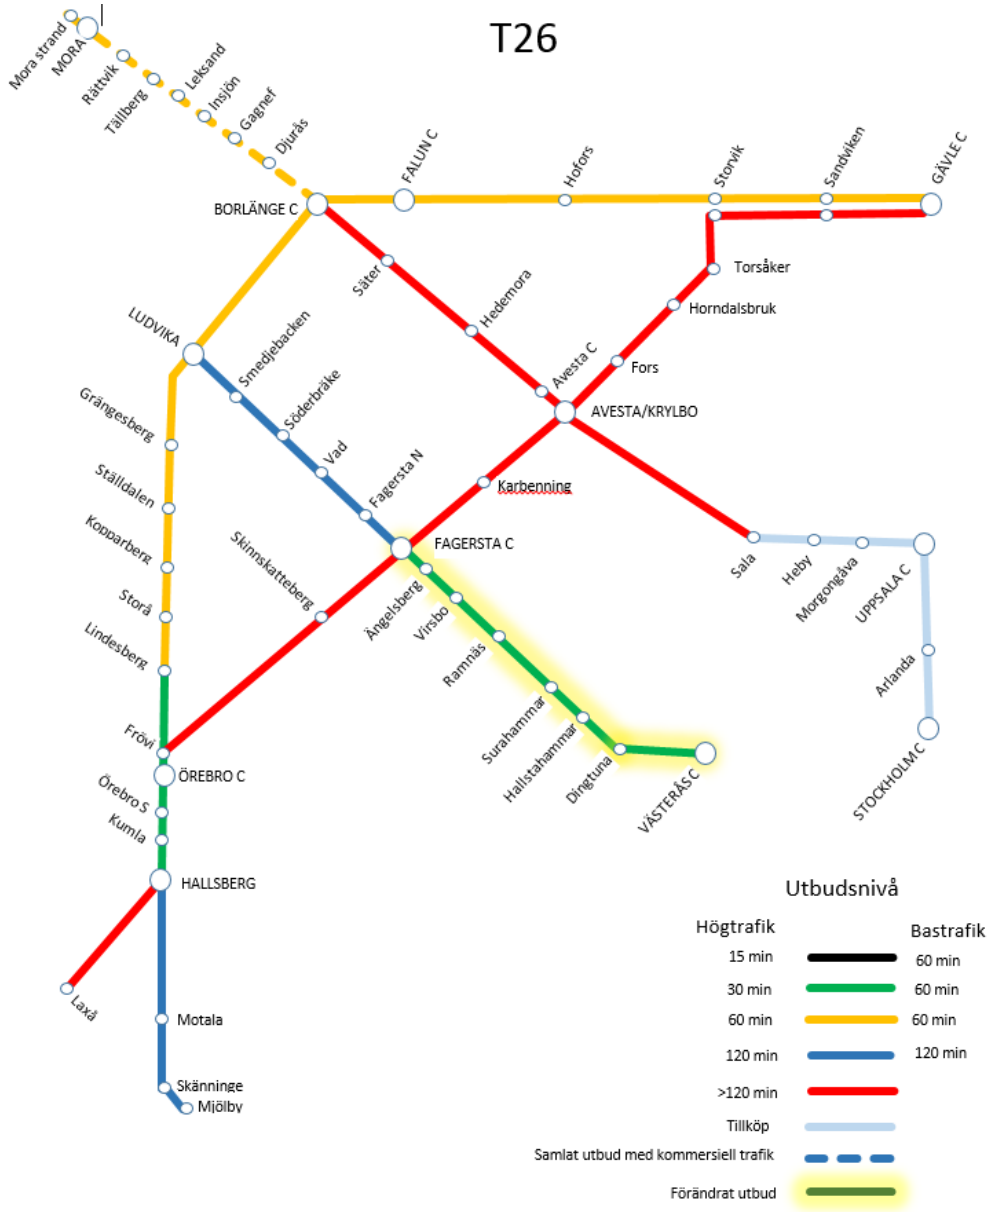 T26
Mora strand
MORA
Rättvik
Tällberg
Leksand
Insjön
Gagnef
Djurås
BORLÄNGE C
FALUN C
Hofors
Storvik
Sandviken
GÄVLE C
Säter
Hedemora
Avesta C
Torsåker
Horndalsbruk
Fors
AVESTA/KRYLBO
LUDVIKA
Smedjebacken
Söderbräke
Vad
Fagersta N
Grängesberg
Ställdalen
Kopparberg
Storå
Lindesberg
Karbenning
FAGERSTA C
Skinnskatteberg
Sala
Heby
Morgongåva
UPPSALA C
Arlanda
STOCKHOLM C
Ängelsberg
Virsbo
Ramnäs
Surahammar
Hallstahammar
Dingtuna
VÄSTERÅS C
Frövi
ÖREBRO C
Örebro S
Kumla
HALLSBERG
Laxå
Motala
Skänninge
Mjölby
Utbudsnivå
Högtrafik Bastrafik
15 min 60 min
30 min 60 min
60 min 60 min
120 min 120 min
>120 min
Tillköp
Samlat utbud med kommersiell trafik
Förändrat utbud